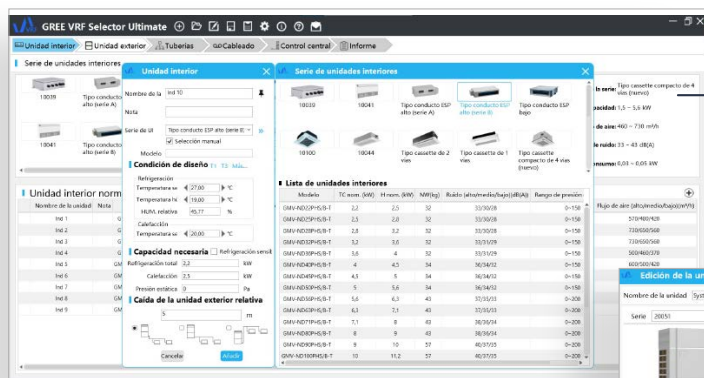 GREE VRF Selector Ultimate
Unidad interior
Unidad exterior
Tuberías
Cableado
Control central
Informe
Serie de unidades interiores
10039
Tipo conducto ESP alto (serie A)
10041
Tipo conducto ESP alto (serie B)
Unidad interior norm
Nombre de la unidad Nota
Ind 1
Ind 2
Ind 3
Ind 4
Ind 5
Ind 6
Ind 7
Ind 8
Ind 9
Unidad interior
Nombre de la Ind 10
Nota
Serie de UI Tipo conducto ESP alto (serie B)
Selección manual
Modelo
Condición de diseño T1 T3 Más...
Refrigeración
Temperatura se 27,00 °C
Temperatura hú 19,00 °C
HUM. relativa 45,77 %
Calefacción
Temperatura se 20,00 °C
Capacidad necesaria Refrigeración sensib
Refrigeración total 2,2 kW
Calefacción 2,5 kW
Presión estática 0 Pa
Caída de la unidad exterior relativa
5 m
Cancelar
Añadir
Serie de unidades interiores
10039
10041
Tipo conducto ESP alto (serie A)
Tipo conducto ESP alto (serie B)
Tipo conducto ESP bajo
10100
10044
Tipo cassette de 2 vías
Tipo cassette de 1 vías
Tipo cassette compacto de 4 vías (nuevo)
Lista de unidades interiores
Modelo TC nom. (kW) H nom. (kW) NW(kg) Ruido (alto/medio/bajo)(dB(A)) Rango de presión
GMV-ND22PHS/B-T 2,2 2,5 32 33/30/28 0~150
GMV-ND25PHS/B-T 2,5 2,8 32 33/30/28 0~150
GMV-ND28PHS/B-T 2,8 3,2 32 33/30/28 0~150
GMV-ND32PHS/B-T 3,2 3,6 32 33/31/29 0~150
GMV-ND36PHS/B-T 3,6 4 32 33/31/29 0~150
GMV-ND40PHS/B-T 4 4,5 34 36/34/32 0~150
GMV-ND45PHS/B-T 4,5 5 34 36/34/32 0~150
GMV-ND50PHS/B-T 5 5,6 34 36/34/32 0~150
GMV-ND56PHS/B-T 5,6 6,3 43 37/35/33 0~200
GMV-ND63PHS/B-T 6,3 7,1 43 37/35/33 0~200
GMV-ND71PHS/B-T 7,1 8 43 38/36/34 0~200
GMV-ND80PHS/B-T 8 9 43 38/36/34 0~200
GMV-ND90PHS/B-T 9 10 57 40/37/35 0~200
GMV-ND100PHS/B-T 10 11,2 57 40/37/35 0~200
Tipo cassette compacto de 4 vías (nuevo)
1,5 ~ 5,6 kW
460 ~ 730 m³/h
33 ~ 43 dB(A)
0,03 ~ 0,05 kW
Flujo de aire (alto/medio/bajo)(m³/h)
570/480/420
730/650/560
730/650/560
500/460/370
600/500/420
Edición de la un
Nombre de la unidad Syst
Serie 20051